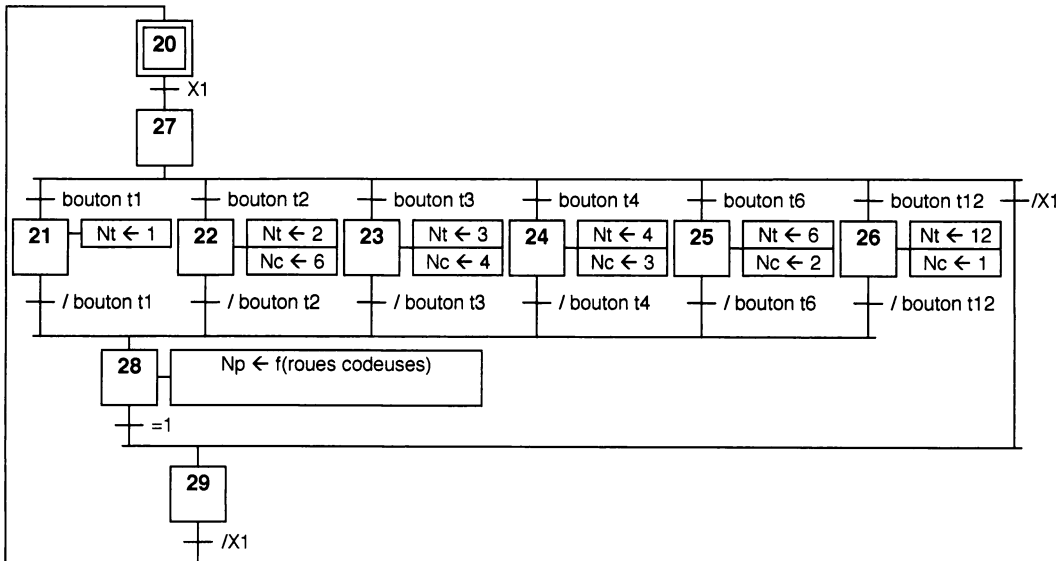 20
X1
27
bouton t1 bouton t2 bouton t3 bouton t4 bouton t6 bouton t12 /X1
21 Nt ← 1 22 Nt ← 2 23 Nt ← 3 24 Nt ← 4 25 Nt ← 6 26 Nt ← 12
Nc ← 6 Nc ← 4 Nc ← 3 Nc ← 2 Nc ← 1
/ bouton t1 / bouton t2 / bouton t3 / bouton t4 / bouton t6 / bouton t12
28 Np ← f(roues codeuses)
=1
29
/X1